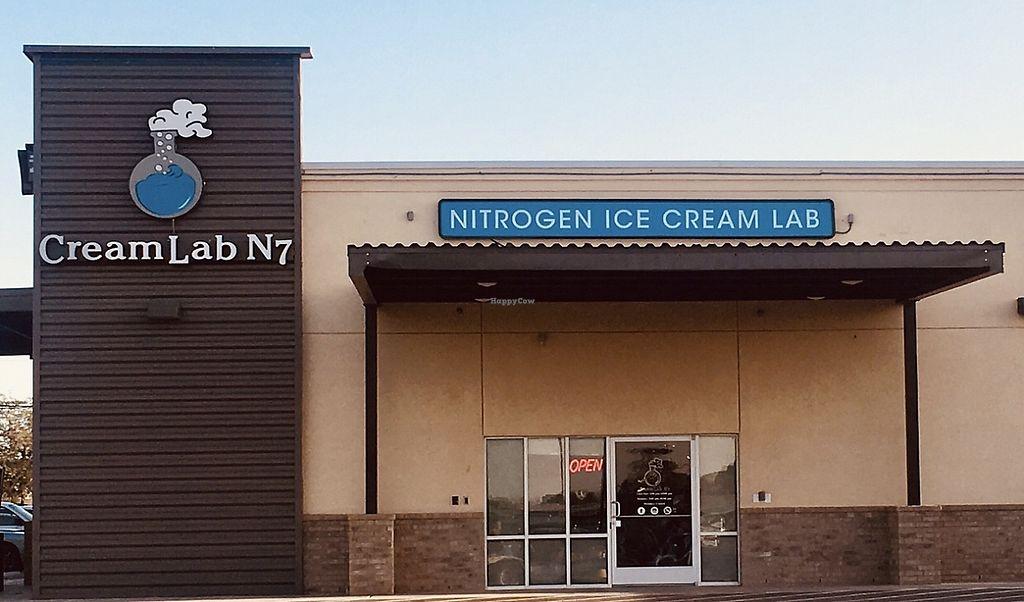 CreamLab N7
NITROGEN ICE CREAM LAB
HappyCow
OPEN